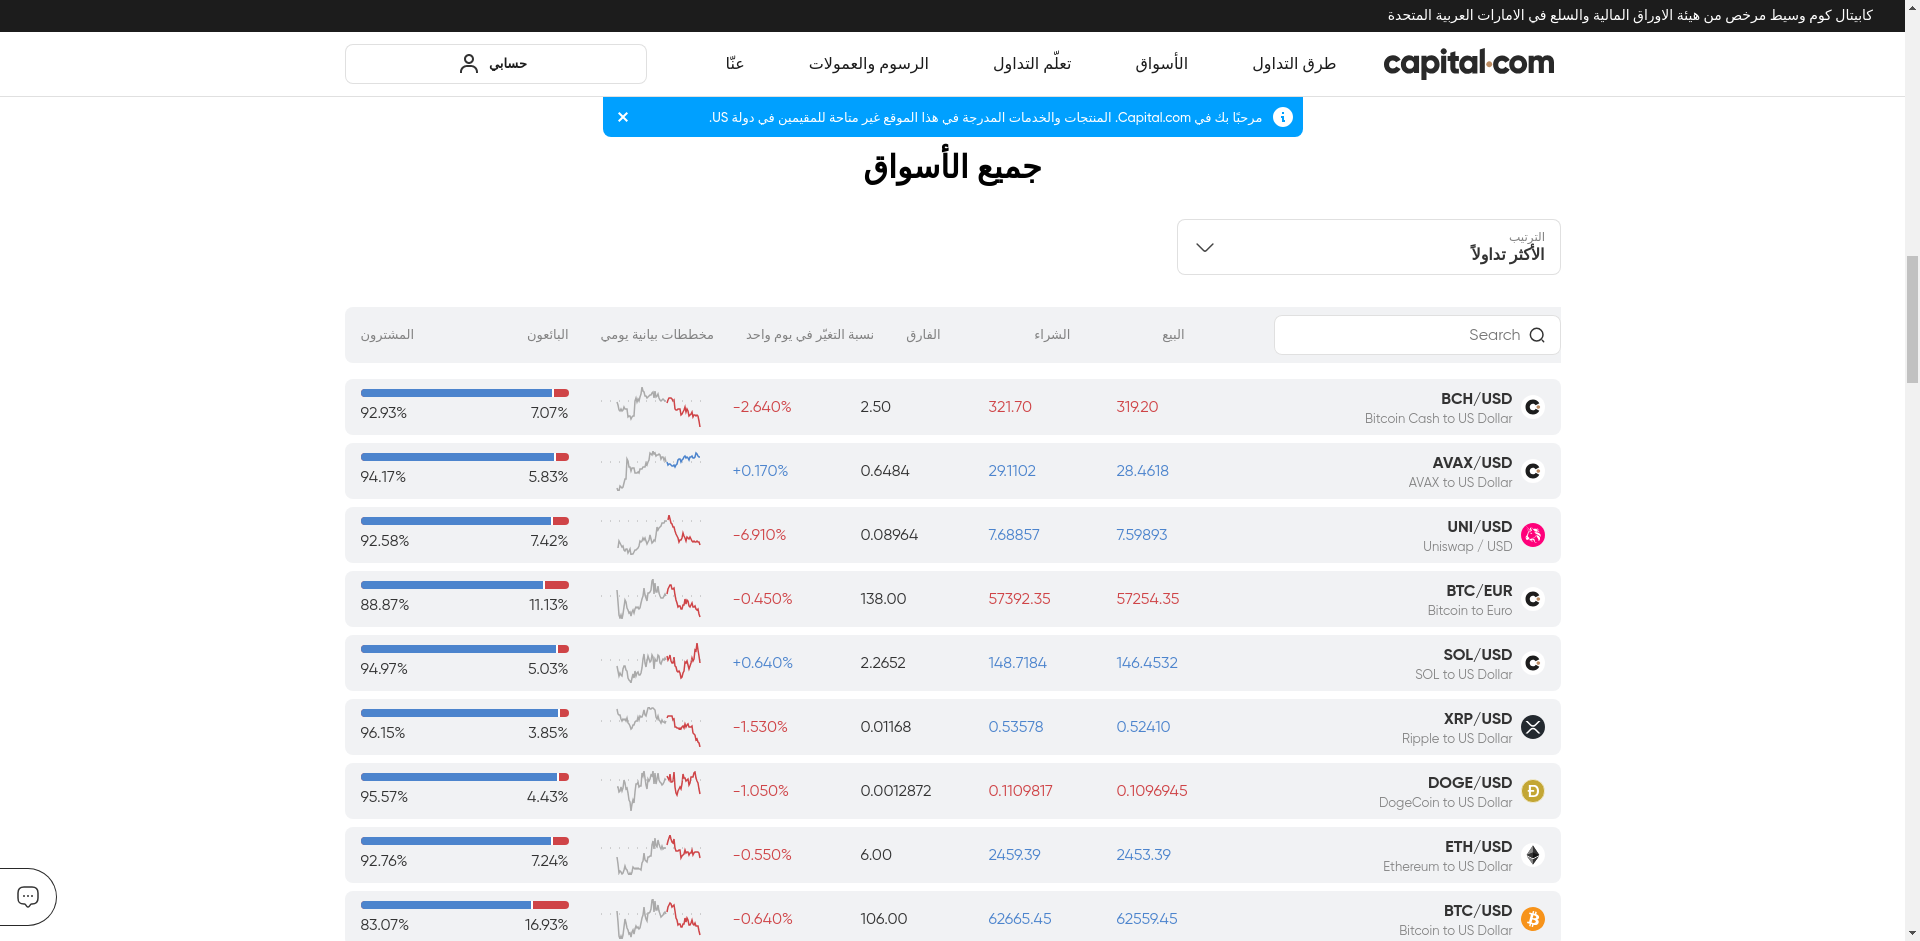 كابيتال كوم وسيط مرخص من هيئة الاوراق المالية والسلع في الامارات العربية المتحدة
capital.com
طرق التداول
الأسواق
تعلّم التداول
الرسوم والعمولات
عنّا
حسابي
مرحبًا بك في Capital.com. المنتجات والخدمات المدرجة في هذا الموقع غير متاحة للمقيمين في دولة US.
جميع الأسواق
الترتيب
الأكثر تداولاً
Search
البيع
الشراء
الفارق
نسبة التغيّر في يوم واحد
مخططات بيانية يومي
البائعون
المشترون
BCH/USD
Bitcoin Cash to US Dollar
319.20
321.70
2.50
-2.640%
7.07%
92.93%
AVAX/USD
AVAX to US Dollar
28.4618
29.1102
0.6484
+0.170%
5.83%
94.17%
UNI/USD
Uniswap / USD
7.59893
7.68857
0.08964
-6.910%
7.42%
92.58%
BTC/EUR
Bitcoin to Euro
57254.35
57392.35
138.00
-0.450%
11.13%
88.87%
SOL/USD
SOL to US Dollar
146.4532
148.7184
2.2652
+0.640%
5.03%
94.97%
XRP/USD
Ripple to US Dollar
0.52410
0.53578
0.01168
-1.530%
3.85%
96.15%
DOGE/USD
DogeCoin to US Dollar
0.1096945
0.1109817
0.0012872
-1.050%
4.43%
95.57%
ETH/USD
Ethereum to US Dollar
2453.39
2459.39
6.00
-0.550%
7.24%
92.76%
BTC/USD
Bitcoin to US Dollar
62559.45
62665.45
106.00
-0.640%
16.93%
83.07%